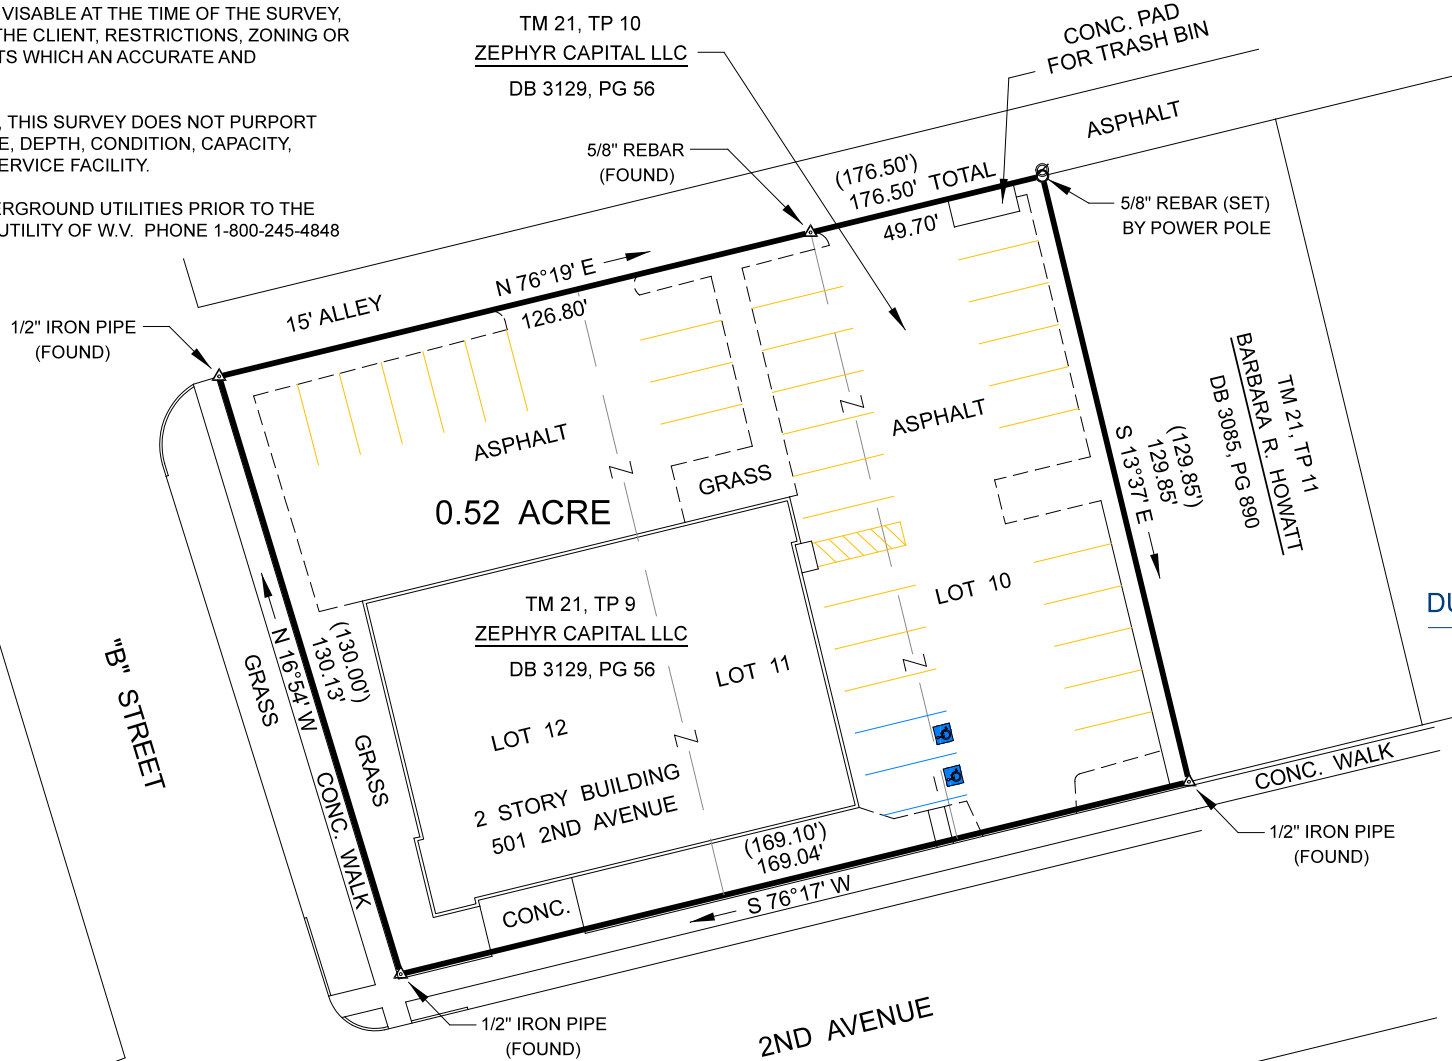 VISABLE AT THE TIME OF THE SURVEY,
THE CLIENT, RESTRICTIONS, ZONING OR
TS WHICH AN ACCURATE AND
, THIS SURVEY DOES NOT PURPORT
E, DEPTH, CONDITION, CAPACITY,
ERVICE FACILITY.
ERGROUND UTILITIES PRIOR TO THE
UTILITY OF W.V. PHONE 1-800-245-4848
TM 21, TP 10
ZEPHYR CAPITAL LLC
DB 3129, PG 56
CONC. PAD
FOR TRASH BIN
ASPHALT
5/8" REBAR
(FOUND)
(176.50')
176.50' TOTAL
49.70'
5/8" REBAR (SET)
BY POWER POLE
N 76°19' E
126.80'
15' ALLEY
1/2" IRON PIPE
(FOUND)
ASPHALT
ASPHALT
GRASS
0.52 ACRE
TM 21, TP 11
BARBARA R. HOWATT
DB 3085, PG 890
(129.85')
129.85'
S 13°37' E
LOT 10
TM 21, TP 9
ZEPHYR CAPITAL LLC
DB 3129, PG 56
LOT 11
LOT 12
2 STORY BUILDING
501 2ND AVENUE
(130.00')
130.13'
N 16°54' W
GRASS
GRASS
CONC. WALK
"B" STREET
DU
CONC. WALK
1/2" IRON PIPE
(FOUND)
(169.10')
169.04'
S 76°17' W
CONC.
1/2" IRON PIPE
(FOUND)
2ND AVENUE